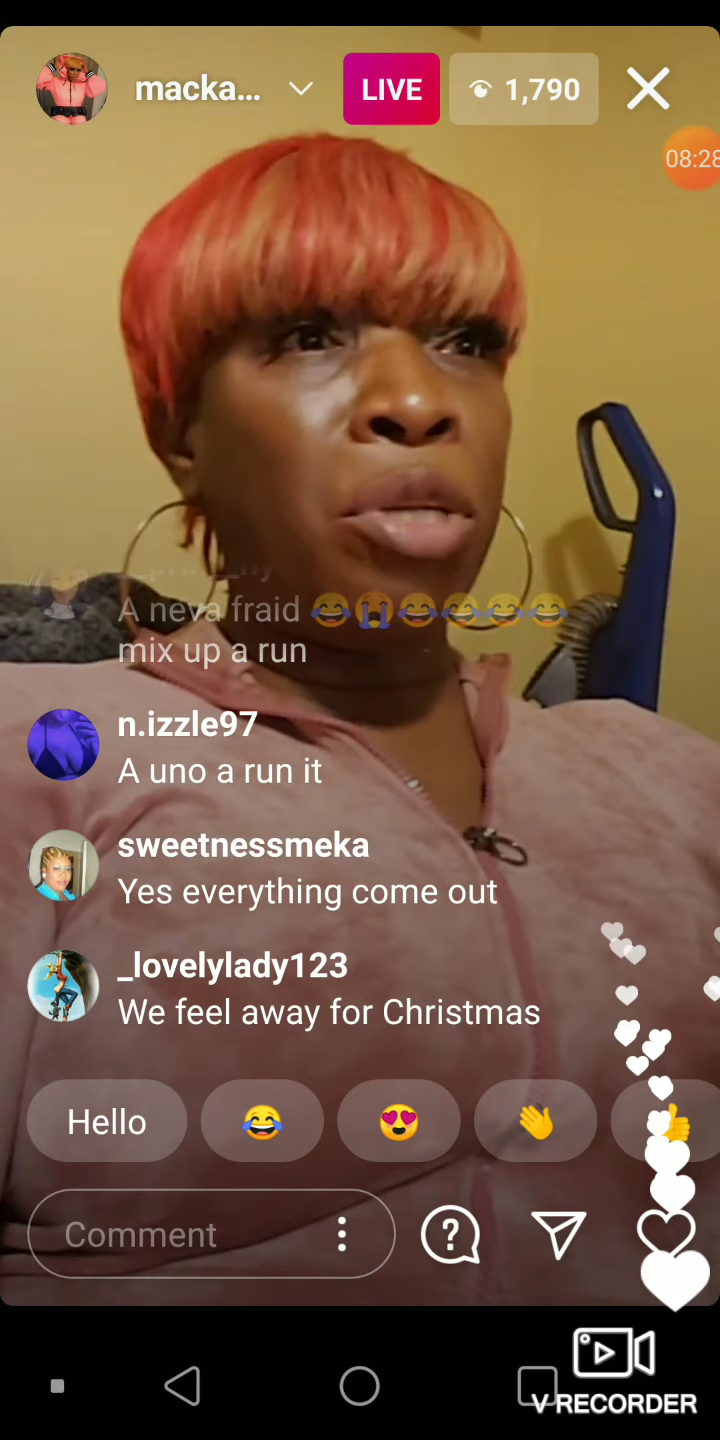 macka...
LIVE
1,790
08:28
A neva fraid 😂😭😂😂😂😂
mix up a run
n.izzle97
A uno a run it
sweetnessmeka
Yes everything come out
_lovelylady123
We feel away for Christmas
Hello
Comment
V RECORDER